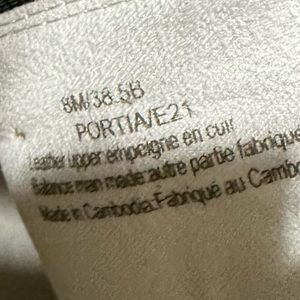 8M/38.5B
PORTIA/E21
Leather upper empeigne en cuir
Balance man made autre partie fabriqué
Made in Cambodia Fabriqué au Cambo